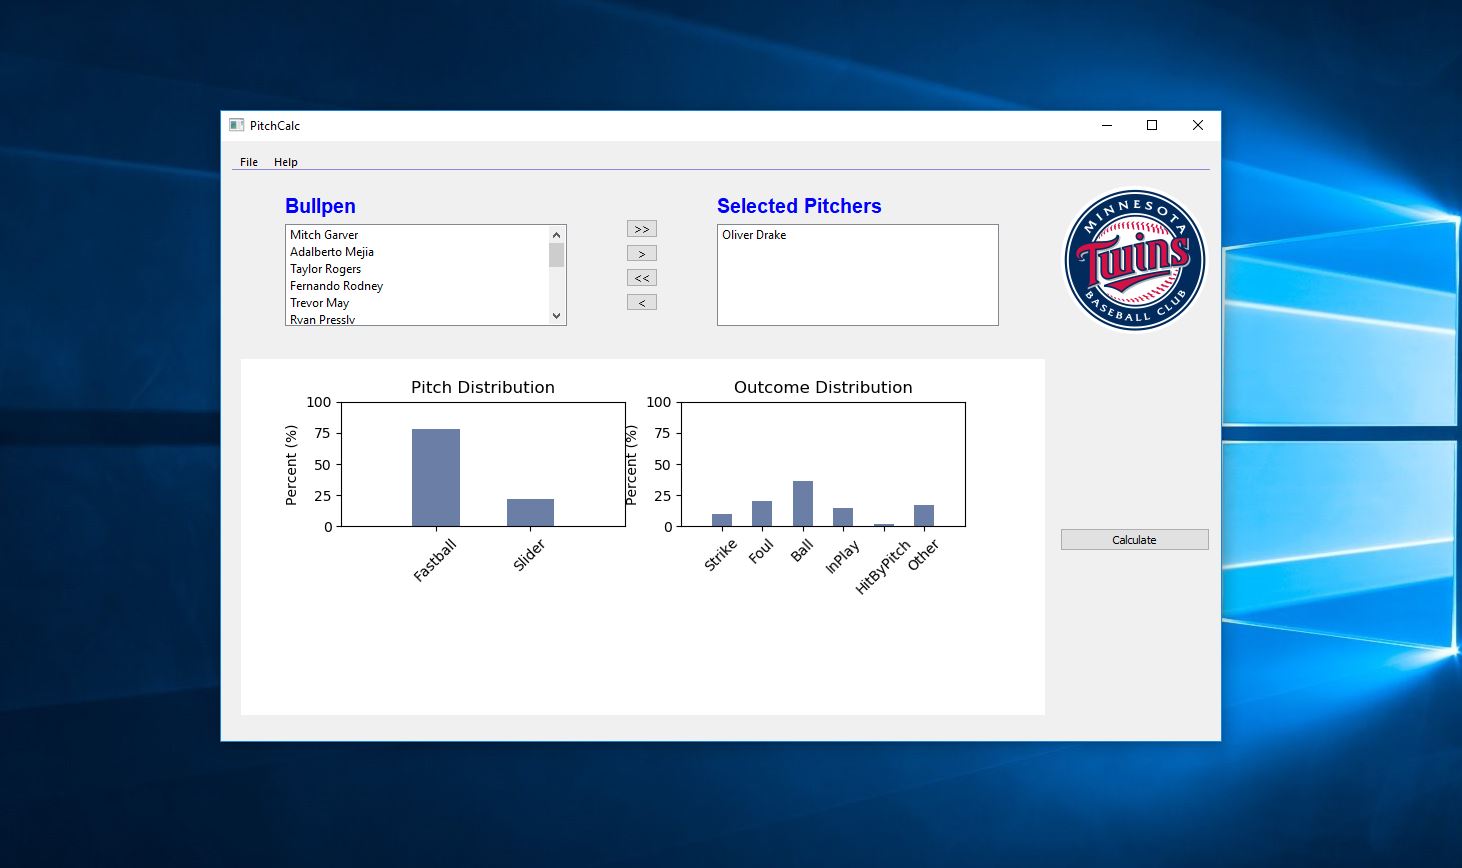 PitchCalc
File Help
Bullpen
Mitch Garver
Adalberto Mejia
Taylor Rogers
Fernando Rodney
Trevor May
Ryan Pressly
>>
>
<<
<
Selected Pitchers
Oliver Drake
MINNESOTA
Twins
BASEBALL CLUB
Pitch Distribution
Percent (%)
100
75
50
25
0
Fastball
Slider
Outcome Distribution
Percent (%)
100
75
50
25
0
Strike
Foul
Ball
InPlay
HitByPitch
Other
Calculate